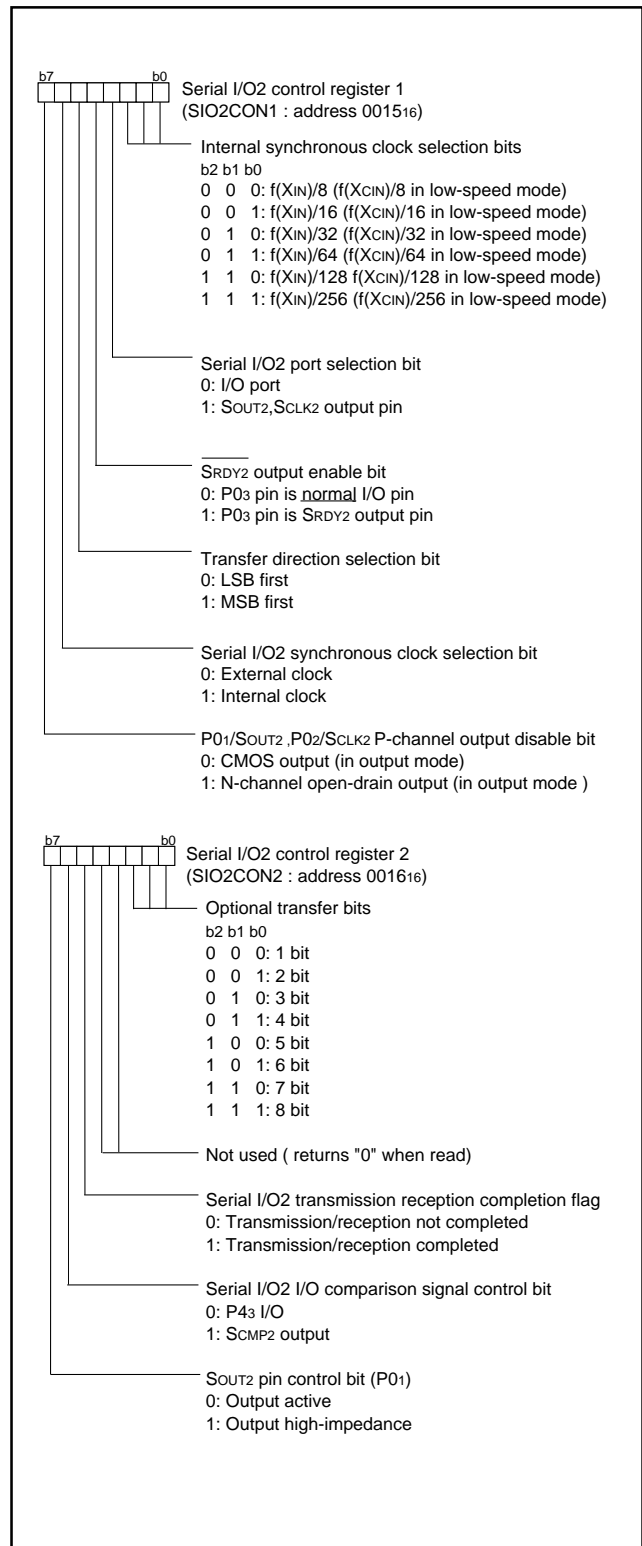 b7 b0
Serial I/O2 control register 1
(SIO2CON1 : address 001516)
Internal synchronous clock selection bits
b2 b1 b0
0 0 0: f(XIN)/8 (f(XCIN)/8 in low-speed mode)
0 0 1: f(XIN)/16 (f(XCIN)/16 in low-speed mode)
0 1 0: f(XIN)/32 (f(XCIN)/32 in low-speed mode)
0 1 1: f(XIN)/64 (f(XCIN)/64 in low-speed mode)
1 1 0: f(XIN)/128 f(XCIN)/128 in low-speed mode)
1 1 1: f(XIN)/256 (f(XCIN)/256 in low-speed mode)
Serial I/O2 port selection bit
0: I/O port
1: SOUT2,SCLK2 output pin
SRDY2 output enable bit
0: P03 pin is normal I/O pin
1: P03 pin is SRDY2 output pin
Transfer direction selection bit
0: LSB first
1: MSB first
Serial I/O2 synchronous clock selection bit
0: External clock
1: Internal clock
P01/SOUT2 ,P02/SCLK2 P-channel output disable bit
0: CMOS output (in output mode)
1: N-channel open-drain output (in output mode )
b7 b0
Serial I/O2 control register 2
(SIO2CON2 : address 001616)
Optional transfer bits
b2 b1 b0
0 0 0: 1 bit
0 0 1: 2 bit
0 1 0: 3 bit
0 1 1: 4 bit
1 0 0: 5 bit
1 0 1: 6 bit
1 1 0: 7 bit
1 1 1: 8 bit
Not used ( returns "0" when read)
Serial I/O2 transmission reception completion flag
0: Transmission/reception not completed
1: Transmission/reception completed
Serial I/O2 I/O comparison signal control bit
0: P43 I/O
1: SCMP2 output
SOUT2 pin control bit (P01)
0: Output active
1: Output high-impedance